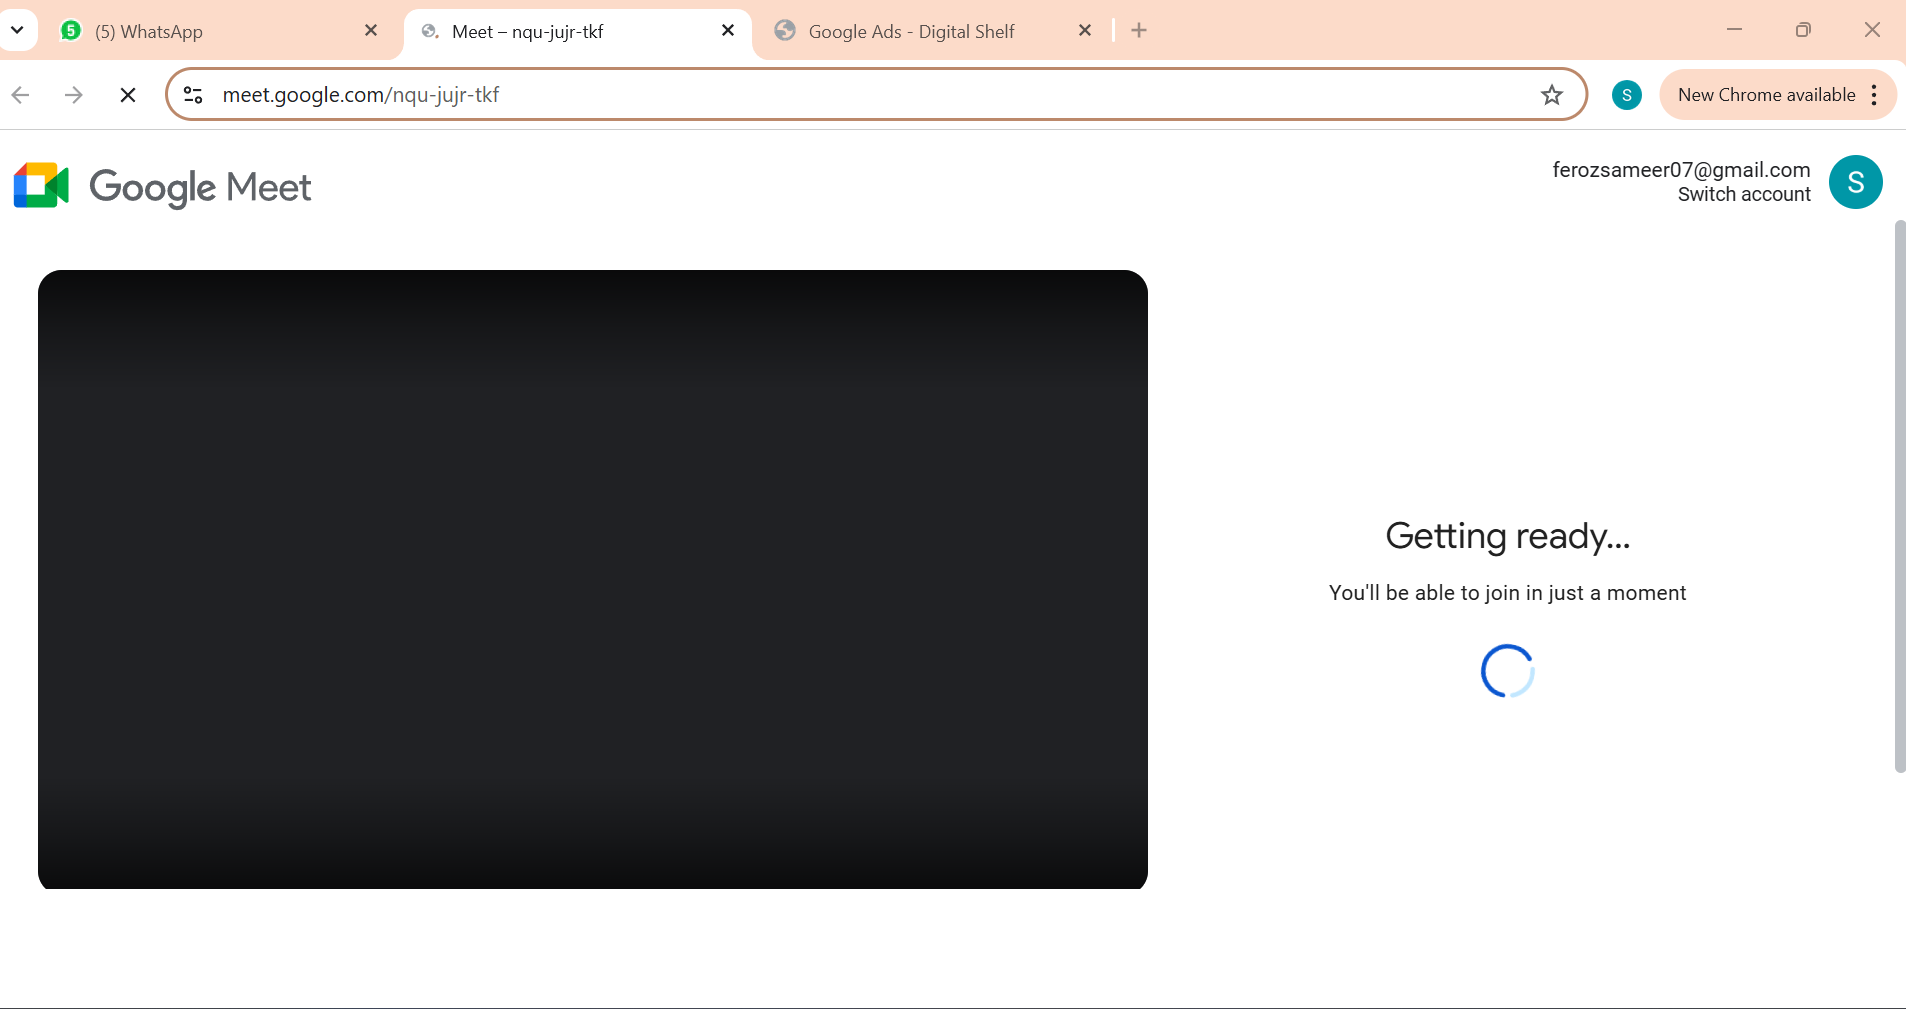 5 (5) WhatsApp
Meet – nqu-jujr-tkf
Google Ads - Digital Shelf
meet.google.com/nqu-jujr-tkf
S
New Chrome available
Google Meet
ferozsameer07@gmail.com
Switch account
S
Getting ready...
You'll be able to join in just a moment